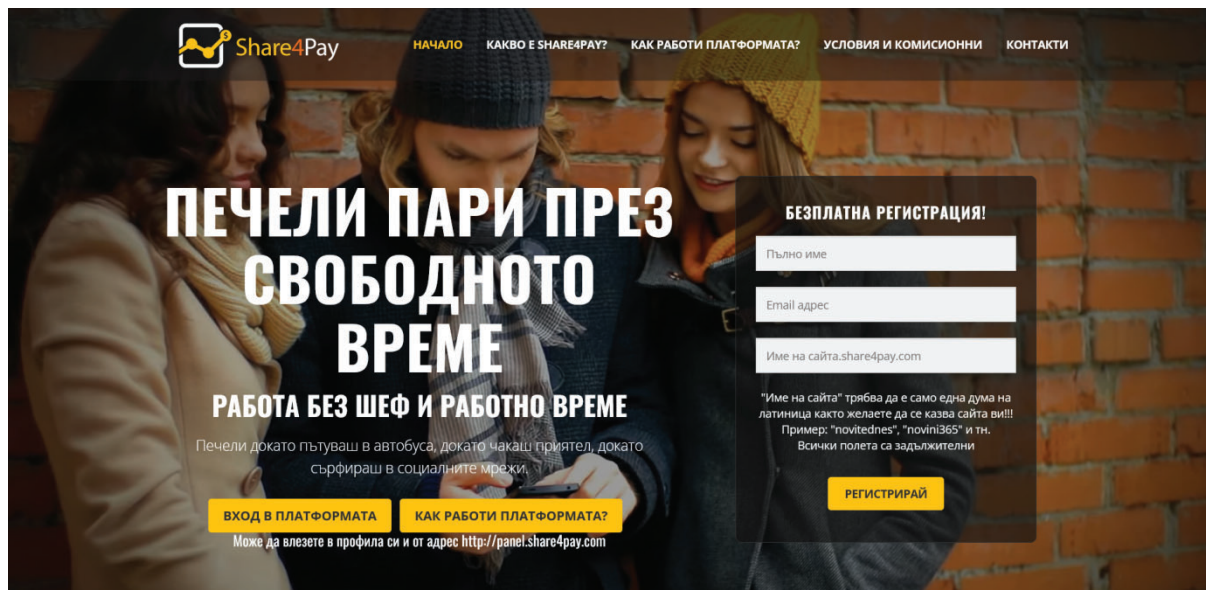 Share4Pay
НАЧАЛО КАКВО Е SHARE4PAY? КАК РАБОТИ ПЛАТФОРМАТА? УСЛОВИЯ И КОМИСИОННИ КОНТАКТИ
ПЕЧЕЛИ ПАРИ ПРЕЗ
СВОБОДНОТО
ВРЕМЕ
РАБОТА БЕЗ ШЕФ И РАБОТНО ВРЕМЕ
Печели докато пътуваш в автобуса, докато чакаш приятел, докато
сърфираш в социалните мрежи.
ВХОД В ПЛАТФОРМАТА КАК РАБОТИ ПЛАТФОРМАТА?
Може да влезете в профила си и от адрес http://panel.share4pay.com
БЕЗПЛАТНА РЕГИСТРАЦИЯ!
Пълно име
Email адрес
Име на сайта.share4pay.com
"Име на сайта" трябва да е само една дума на
латиница както желаете да се казва сайта ви!!!
Пример: "novitednes", "novini365" и тн.
Всички полета са задължителни
РЕГИСТРИРАЙ